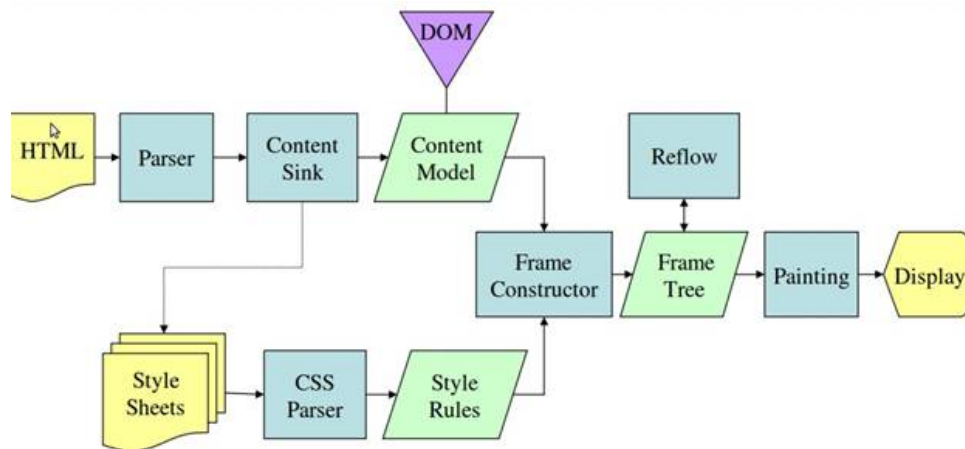 DOM
HTML
Parser
Content
Sink
Content
Model
Reflow
Frame
Constructor
Frame
Tree
Painting
Display
Style
Sheets
CSS
Parser
Style
Rules